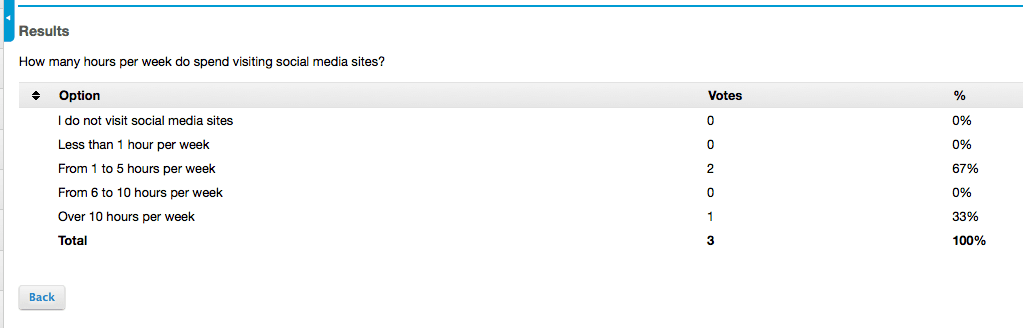 Results
How many hours per week do spend visiting social media sites?
Option Votes %
I do not visit social media sites 0 0%
Less than 1 hour per week 0 0%
From 1 to 5 hours per week 2 67%
From 6 to 10 hours per week 0 0%
Over 10 hours per week 1 33%
Total 3 100%
Back